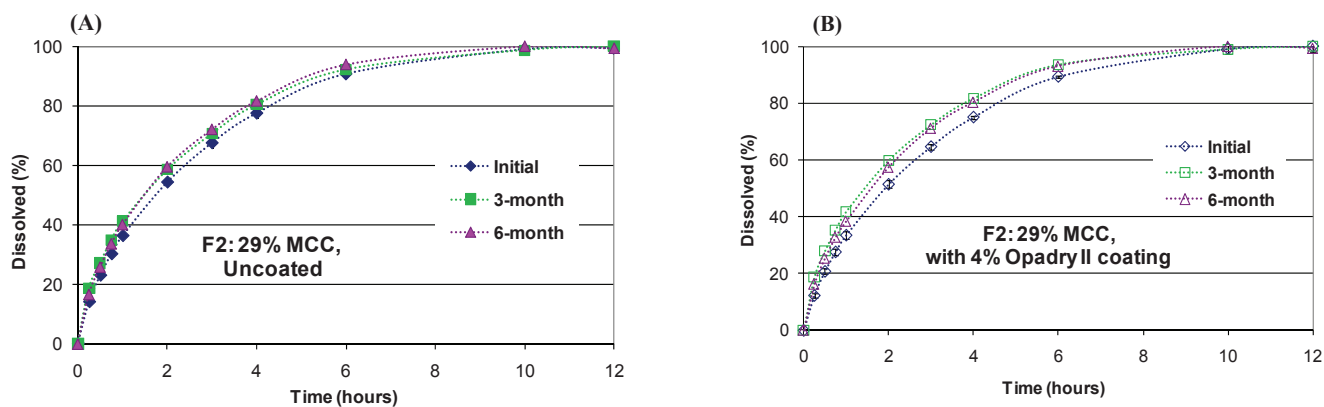 (A)
100
80
60
40
20
0
Dissolved (%)
0 2 4 6 8 10 12
Time (hours)
Initial
3-month
6-month
F2: 29% MCC,
Uncoated
(B)
100
80
60
40
20
0
Dissolved (%)
0 2 4 6 8 10 12
Time (hours)
Initial
3-month
6-month
F2: 29% MCC,
with 4% Opadry II coating